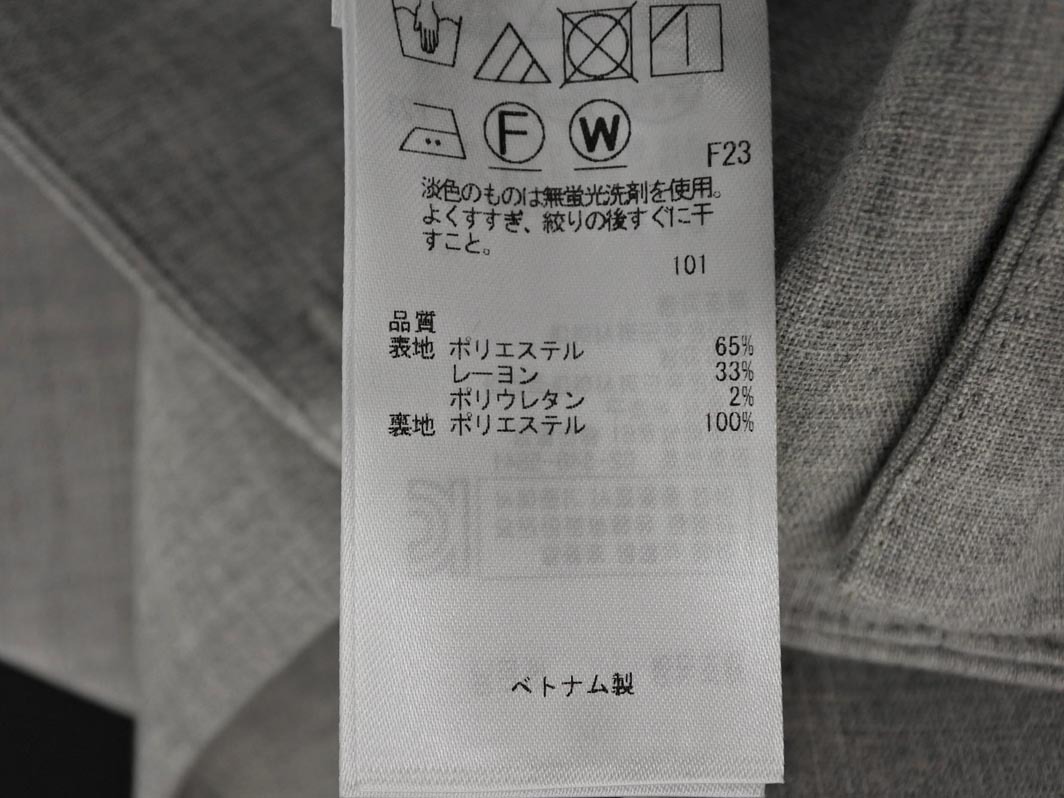 F W
F23
淡色のものは無蛍光洗剤を使用。
よくすすぎ、絞りの後すぐに干
すこと。
101
品質
表地 ポリエステル 65%
レーヨン 33%
ポリウレタン 2%
裏地 ポリエステル 100%
ベトナム製